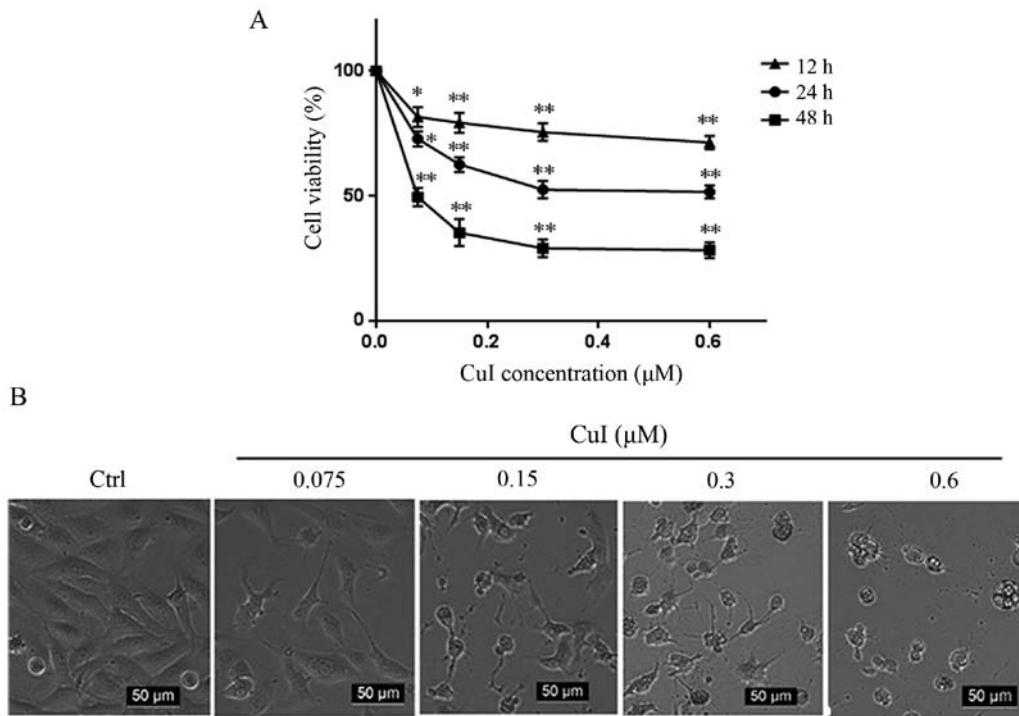 A
Cell viability (%)
100
50
0
0.0 0.2 0.4 0.6
CuI concentration (μM)
* ** ** **
* ** ** **
** ** ** **
12 h
24 h
48 h
B
CuI (μM)
Ctrl 0.075 0.15 0.3 0.6
50 μm 50 μm 50 μm 50 μm 50 μm